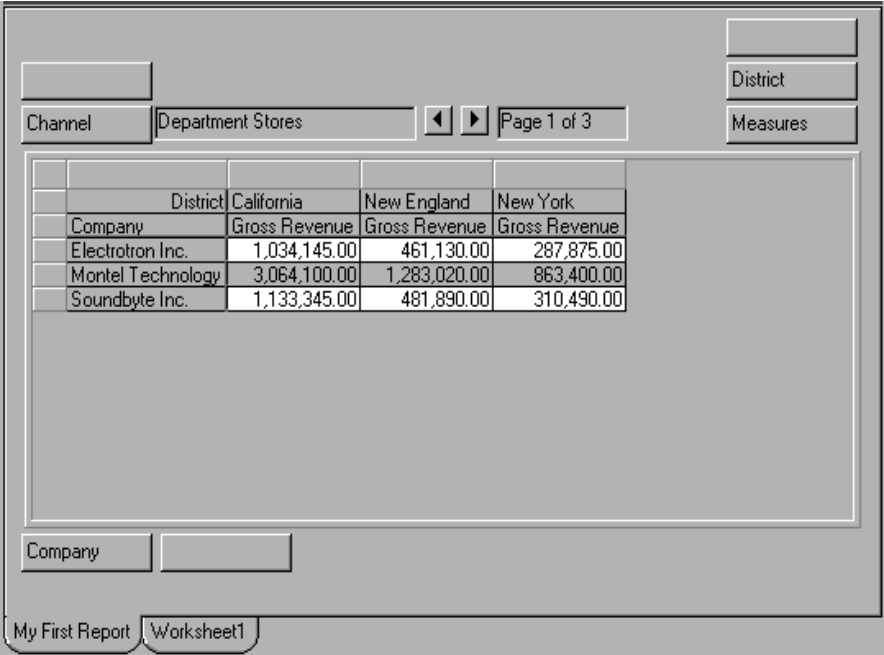 District
Channel Department Stores Page 1 of 3 Measures
District California New England New York
Company Gross Revenue Gross Revenue Gross Revenue
Electrotron Inc. 1,034,145.00 461,130.00 287,875.00
Montel Technology 3,064,100.00 1,283,020.00 863,400.00
Soundbyte Inc. 1,133,345.00 481,890.00 310,490.00
Company
My First Report Worksheet1